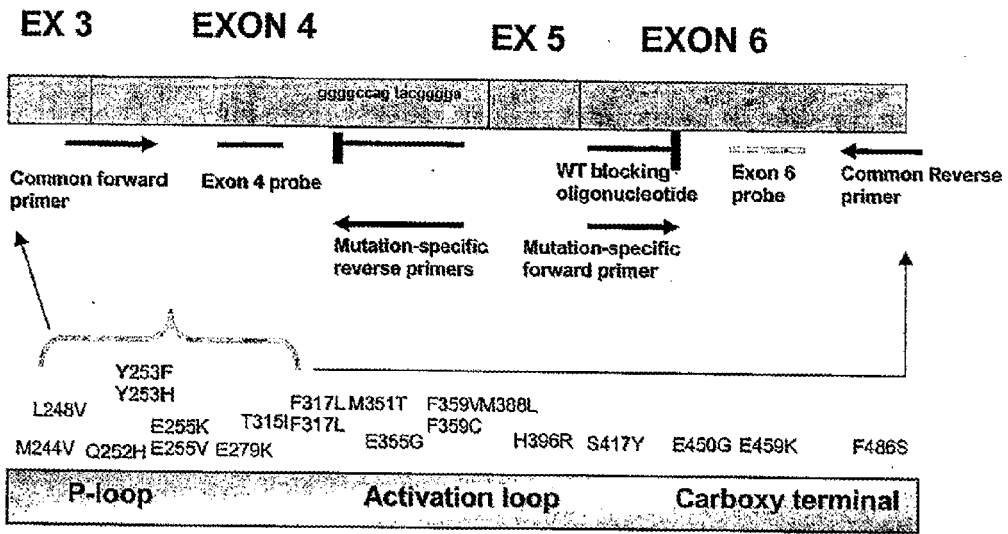 EX 3 EXON 4 EX 5 EXON 6
ggggccag tacgggga
Common forward
primer
Exon 4 probe
WT blocking
oligonucleotide
Exon 6
probe
Common Reverse
primer
Mutation-specific
reverse primers
Mutation-specific
forward primer
Y253F
Y253H
L248V
E255K
T315I
F317L
F317L
M351T
F359V
F359C
M388L
M244V
Q252H
E255V
E279K
E355G
H396R
S417Y
E450G
E459K
F486S
P-loop Activation loop Carboxy terminal